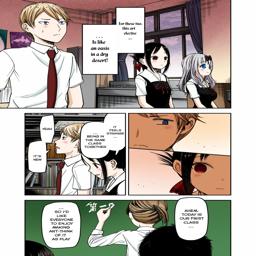 For these two,
this art
elective
...
Is like
an oasis
in a dry
desert!
YEAH
IT
FEELS
STRANGE
BEING IN THE
SAME
CLASS
TOGETHER
IT'S
NEW
AHEM,
TODAY IS
OUR FIRST
CLASS
...
...
SO I'D
LIKE
EVERYONE
TO ENJOY
MAKING
ART-THINK
OF IT
AS PLAY